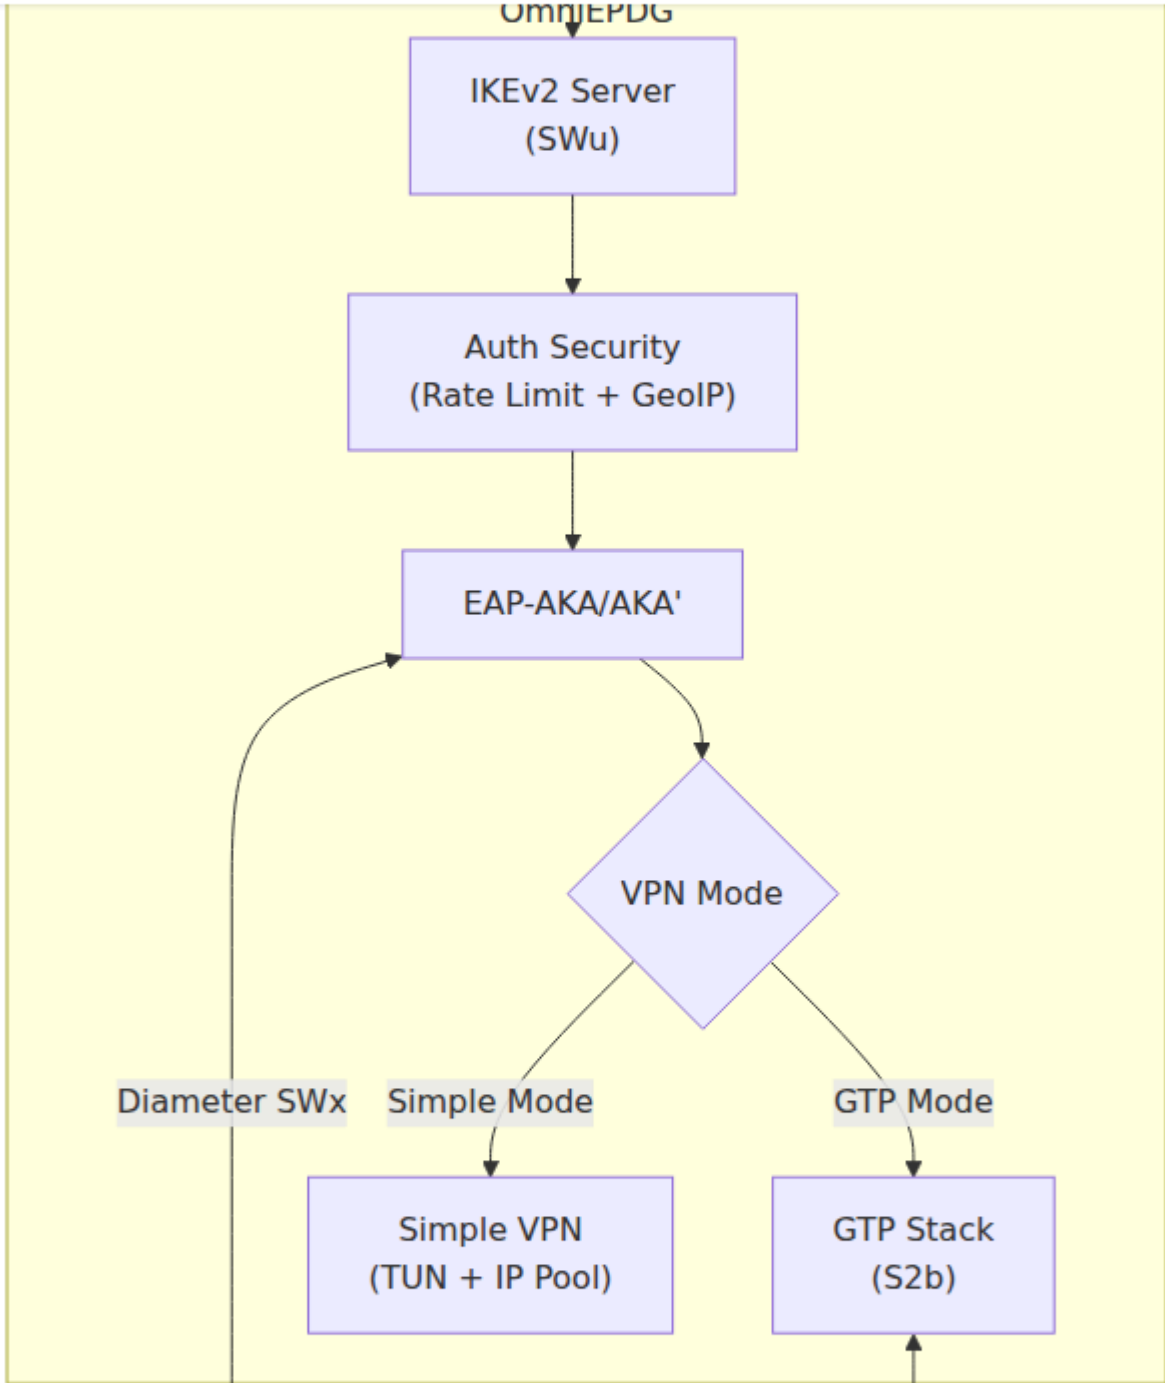 OmniEPDG
IKEv2 Server
(SWu)
Auth Security
(Rate Limit + GeoIP)
EAP-AKA/AKA'
VPN Mode
Diameter SWx
Simple Mode
GTP Mode
Simple VPN
(TUN + IP Pool)
GTP Stack
(S2b)